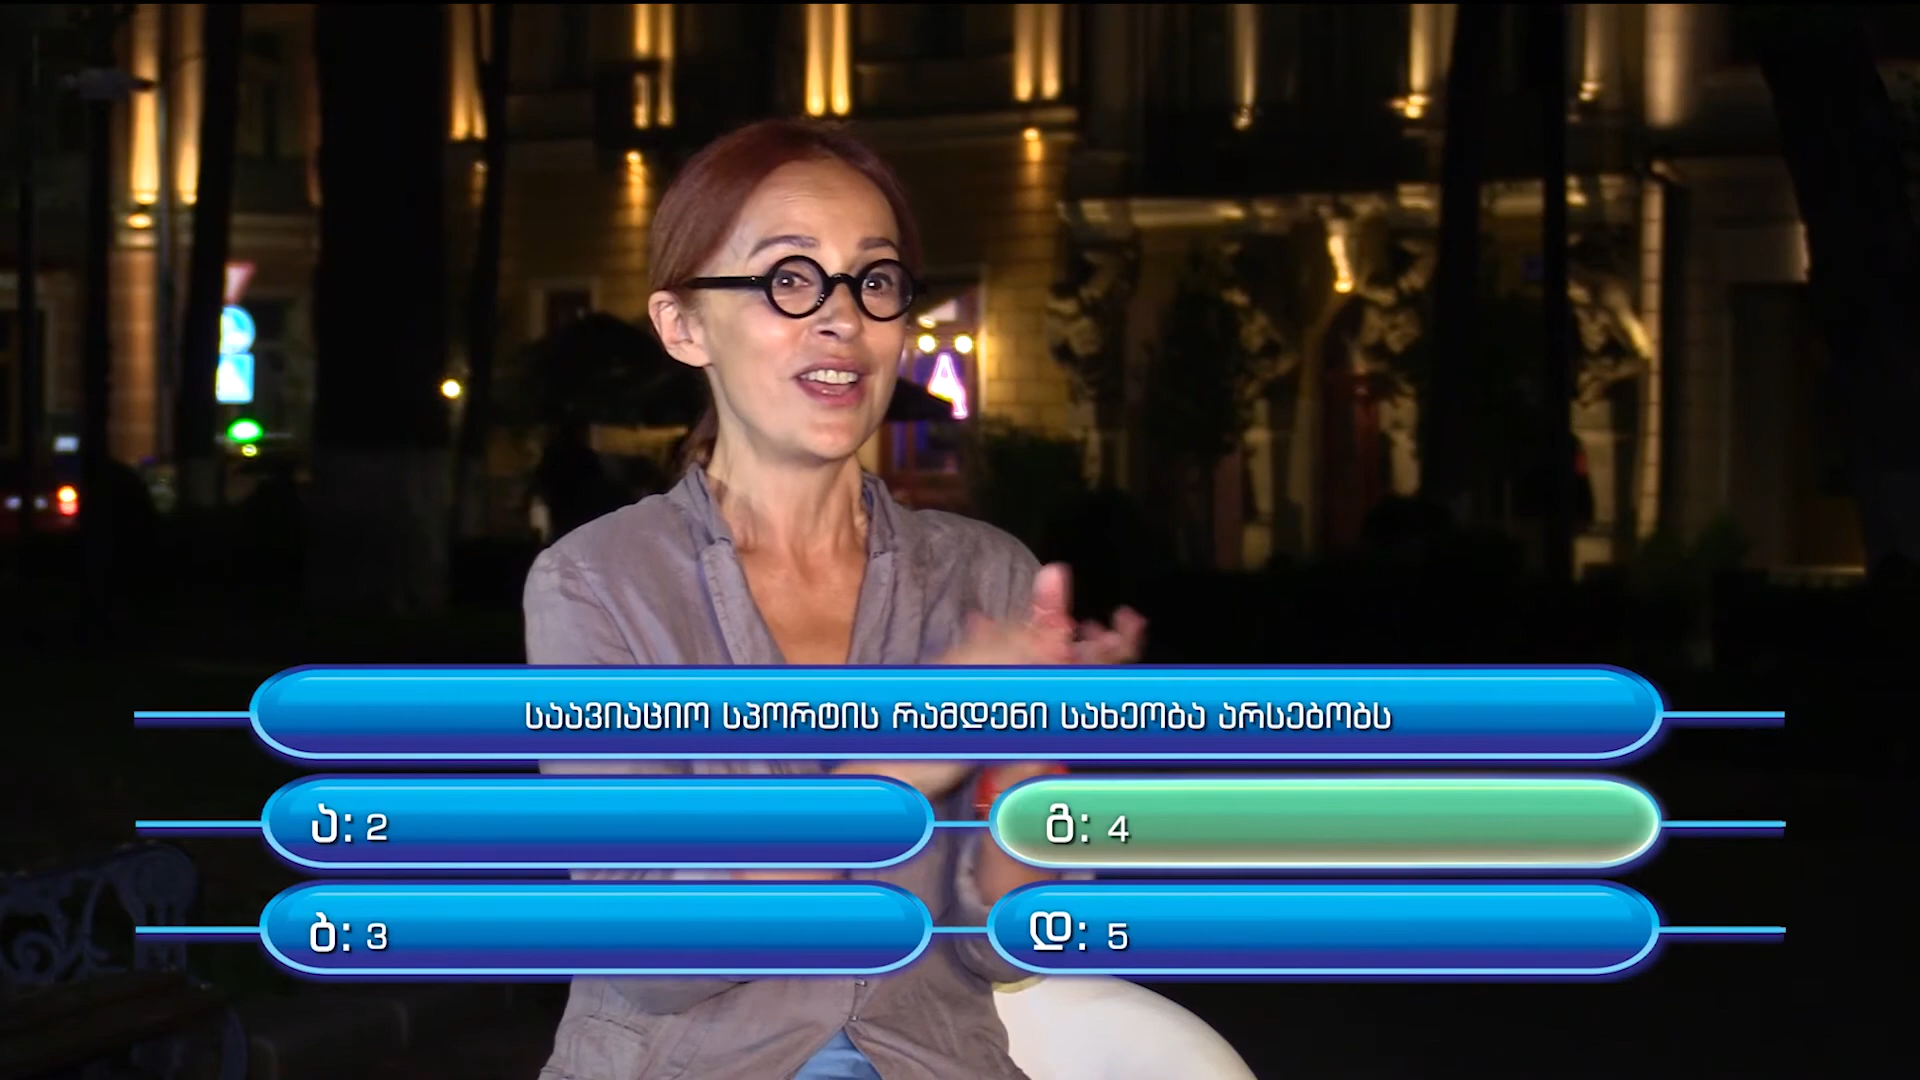 საავიაციო სპორტის რამდენი სახეობა არსებობს
ა: 2
გ: 4
ბ: 3
დ: 5
A